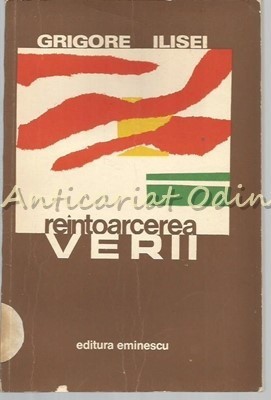 GRIGORE ILISEI
Anticariat Odin
reintoarcerea
VERII
editura eminescu